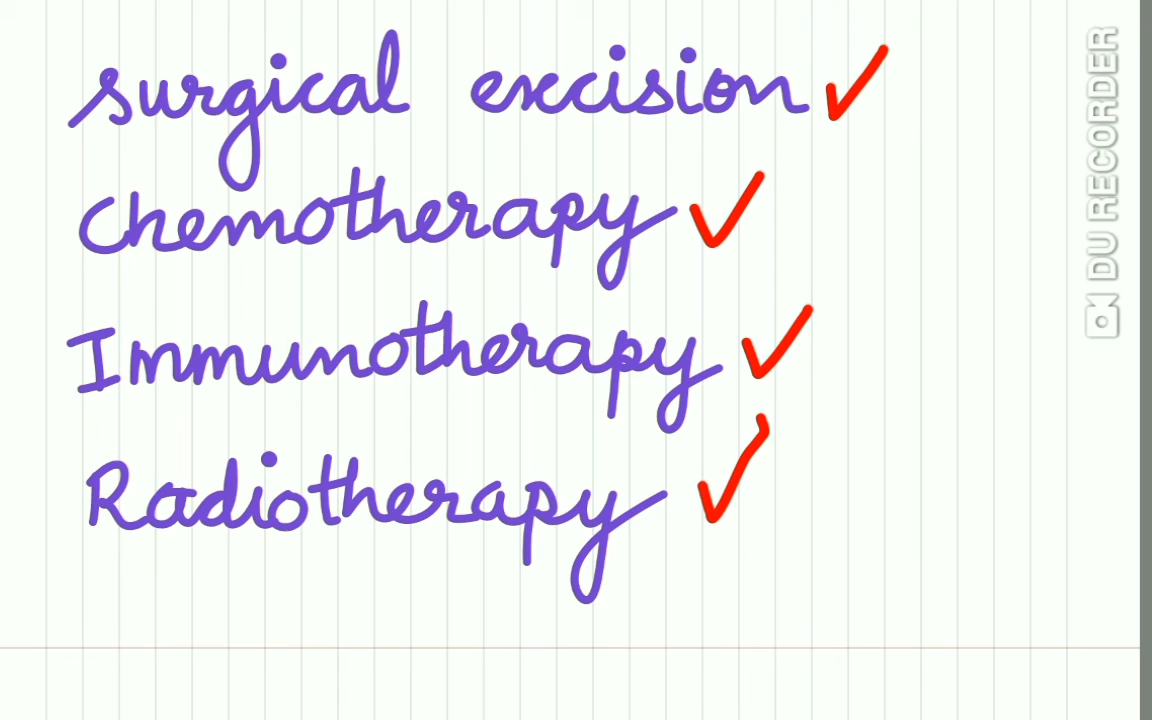 surgical excision
Chemotherapy
Immunotherapy
Radiotherapy
DU RECORDER